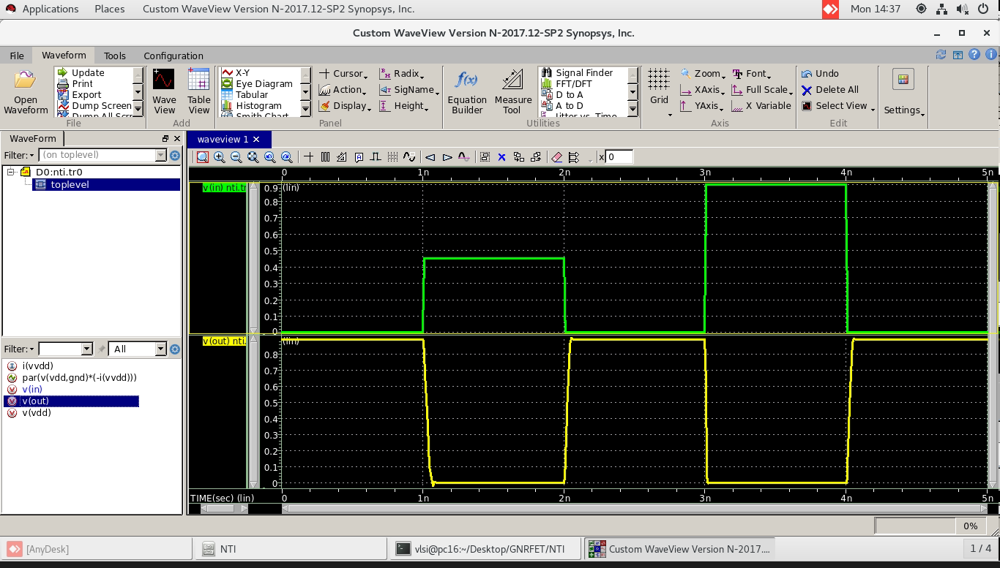 Applications Places Custom WaveView Version N-2017.12-SP2 Synopsys, Inc. Mon 14:37
Custom WaveView Version N-2017.12-SP2 Synopsys, Inc.
File Waveform Tools Configuration
Open Waveform
Update
Print
Export
Dump Screen
File
Wave View
Table View
Add
X-Y
Eye Diagram
Tabular
Histogram
Smith Chart
Cursor
Action
Display
Radix
SigName
Height
Panel
Equation Builder
Measure Tool
Signal Finder
FFT/DFT
D to A
A to D
Jitter vs. Time
Utilities
Grid
Zoom
XAxis
YAxis
Font
Full Scale
X Variable
Axis
Undo
Delete All
Select View
Edit
Settings
WaveForm
Filter: (on toplevel)
D0:nti.tr0
toplevel
Filter: All
i(vvdd)
par(v(vdd,gnd)*(-i(vvdd)))
v(in)
v(out)
v(vdd)
waveview 1
x 0
0 1n 2n 3n 4n 5n
v(in) nti.tr
(lin)
0.9
0.8
0.7
0.6
0.5
0.4
0.3
0.2
0.1
0
v(out) nti.
(lin)
0.8
0.7
0.6
0.5
0.4
0.3
0.2
0.1
0
TIME(sec) (lin) 0 1n 2n 3n 4n 5n
0%
[AnyDesk] NTI vlsi@pc16:~/Desktop/GNRFET/NTI Custom WaveView Version N-2017.... 1 / 4